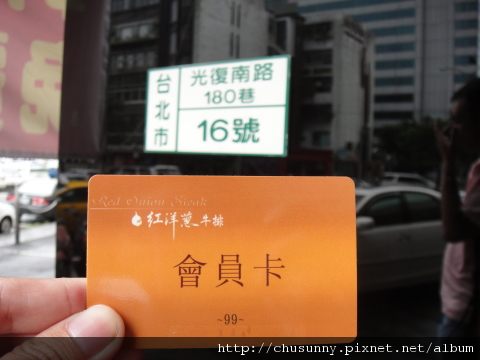 台北市
光復南路
180巷
16號
Red Onion Steak
紅洋蔥牛排
會員卡
~99~
http://chusunny.pixnet.net/album